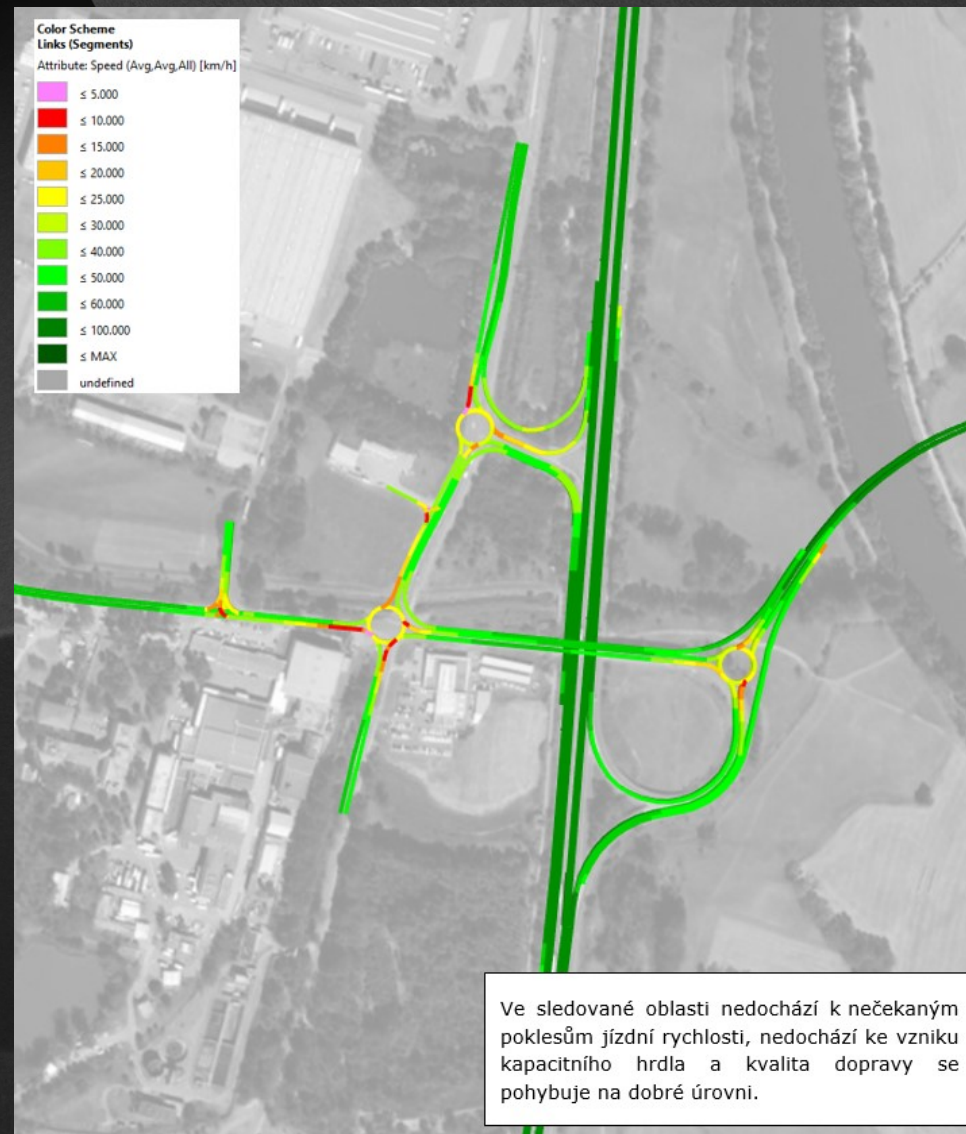 Color Scheme
Links (Segments)
Attribute: Speed (Avg,Avg,All) [km/h]
≤ 5.000
≤ 10.000
≤ 15.000
≤ 20.000
≤ 25.000
≤ 30.000
≤ 40.000
≤ 50.000
≤ 60.000
≤ 100.000
≤ MAX
undefined
Ve sledované oblasti nedochází k nečekaným
poklesům jízdní rychlosti, nedochází ke vzniku
kapacitního hrdla a kvalita dopravy se
pohybuje na dobré úrovni.